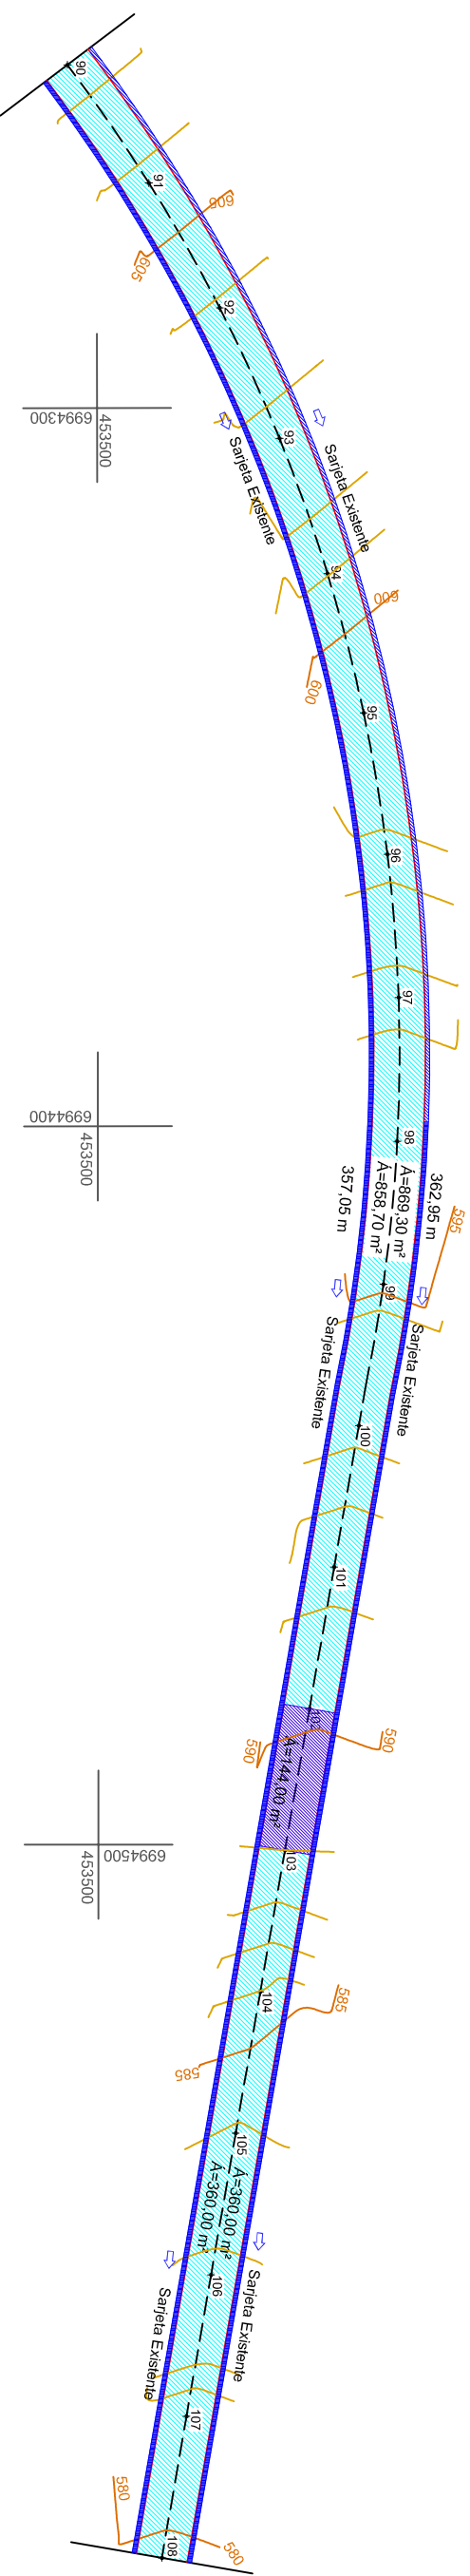 90
91
605
605
92
6994300
453500
93
Sarjeta Existente
Sarjeta Existente
94
600
600
95
96
97
6994400
453500
98
362,95 m
Á=869,30 m²
Á=858,70 m²
357,05 m
595
99
Sarjeta Existente
Sarjeta Existente
100
101
102
590
590
Á=144,00 m²
6994500
453500
103
104
585
585
105
Á=360,00 m²
Á=360,00 m²
106
Sarjeta Existente
Sarjeta Existente
107
580
580
108